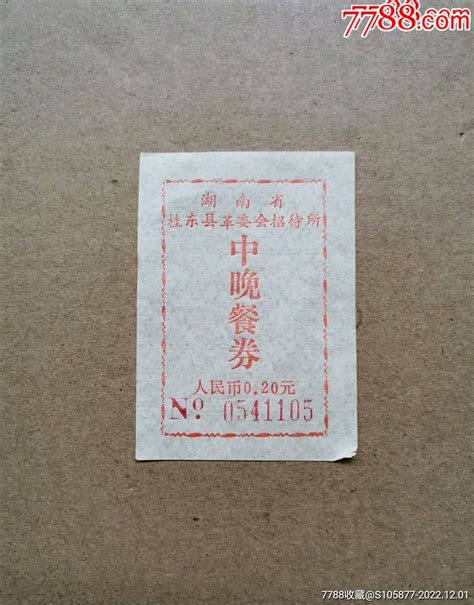 7788.com
湖南省
桂东县革委会招待所
中晚餐券
人民币0.20元
№ 0541105
7788收藏@S105877-2022.12.01